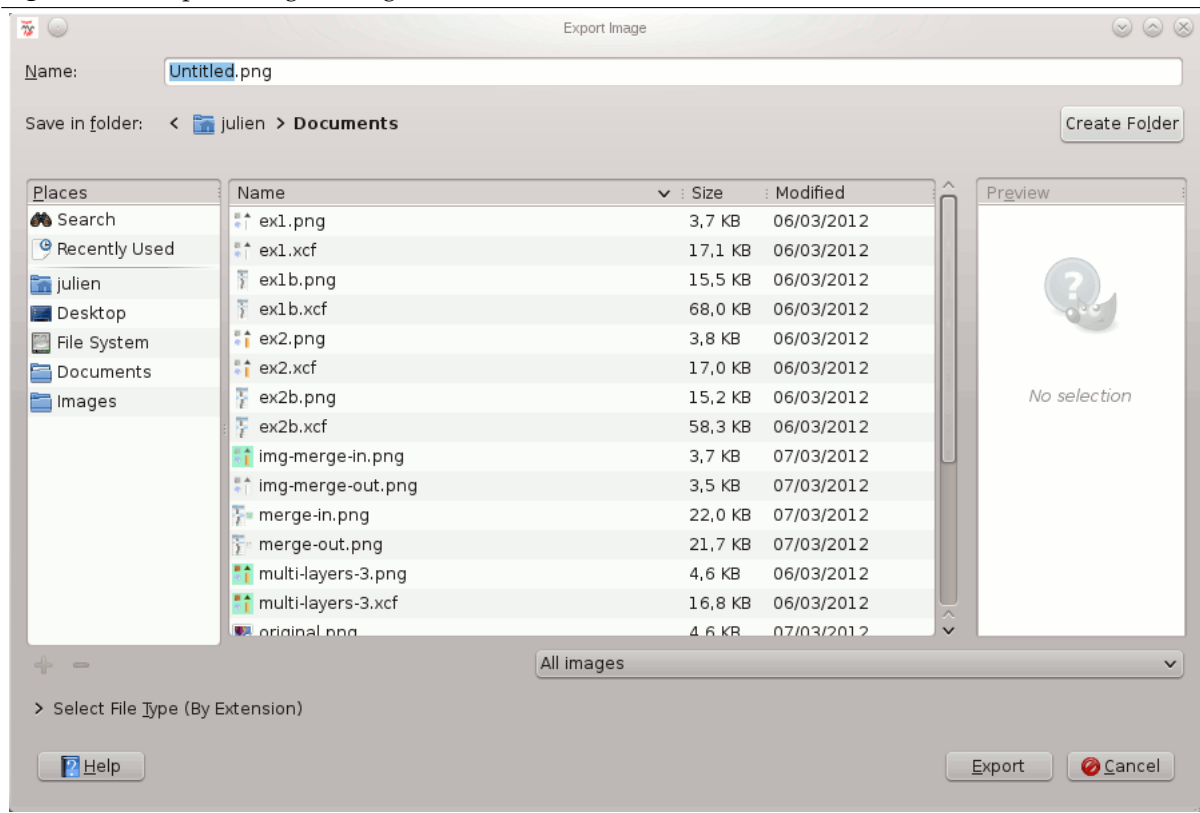 Export Image
Name: Untitled.png
Save in folder: < julien > Documents Create Folder
Places Name Size Modified Preview
Search ex1.png 3,7 KB 06/03/2012
Recently Used ex1.xcf 17,1 KB 06/03/2012
julien ex1b.png 15,5 KB 06/03/2012
Desktop ex1b.xcf 68,0 KB 06/03/2012
File System ex2.png 3,8 KB 06/03/2012
Documents ex2.xcf 17,0 KB 06/03/2012
Images ex2b.png 15,2 KB 06/03/2012 No selection
ex2b.xcf 58,3 KB 06/03/2012
img-merge-in.png 3,7 KB 07/03/2012
img-merge-out.png 3,5 KB 07/03/2012
merge-in.png 22,0 KB 07/03/2012
merge-out.png 21,7 KB 07/03/2012
multi-layers-3.png 4,6 KB 06/03/2012
multi-layers-3.xcf 16,8 KB 06/03/2012
original.png 4,6 KB 07/03/2012
All images
> Select File Type (By Extension)
Help Export Cancel